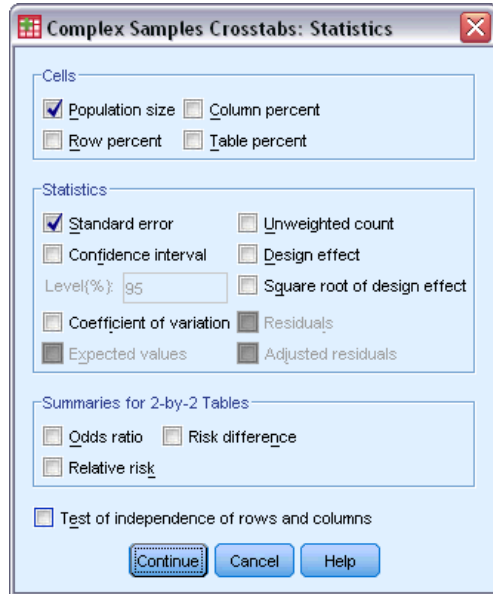 Complex Samples Crosstabs: Statistics
Cells
Population size Column percent
Row percent Table percent
Statistics
Standard error Unweighted count
Confidence interval Design effect
Level(%): 95 Square root of design effect
Coefficient of variation Residuals
Expected values Adjusted residuals
Summaries for 2-by-2 Tables
Odds ratio Risk difference
Relative risk
Test of independence of rows and columns
Continue Cancel Help